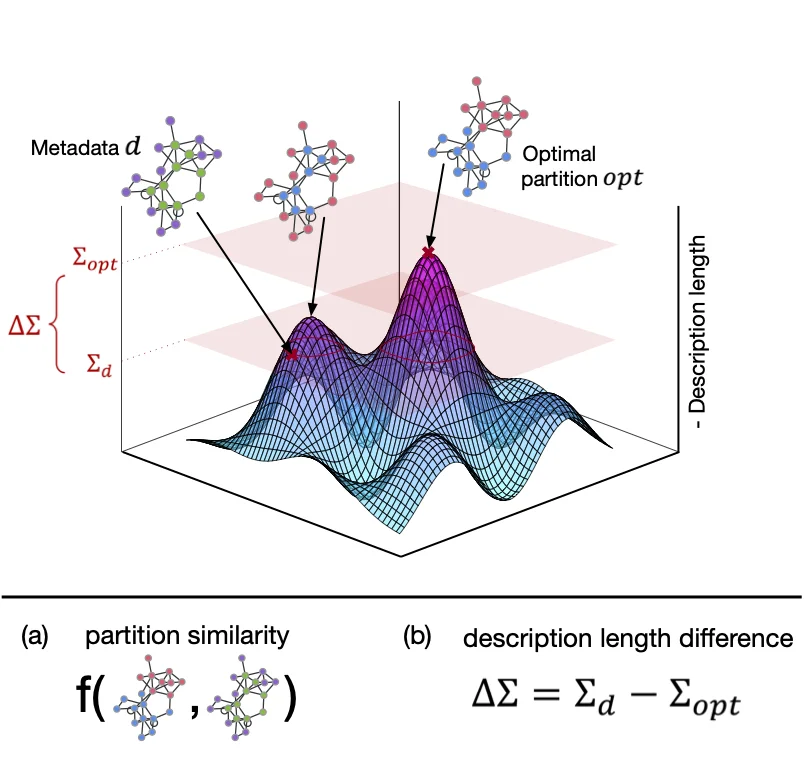 Metadata d
Optimal
partition opt
Σopt
ΔΣ
Σd
- Description length
(a) partition similarity
f( , )
(b) description length difference
ΔΣ = Σd − Σopt